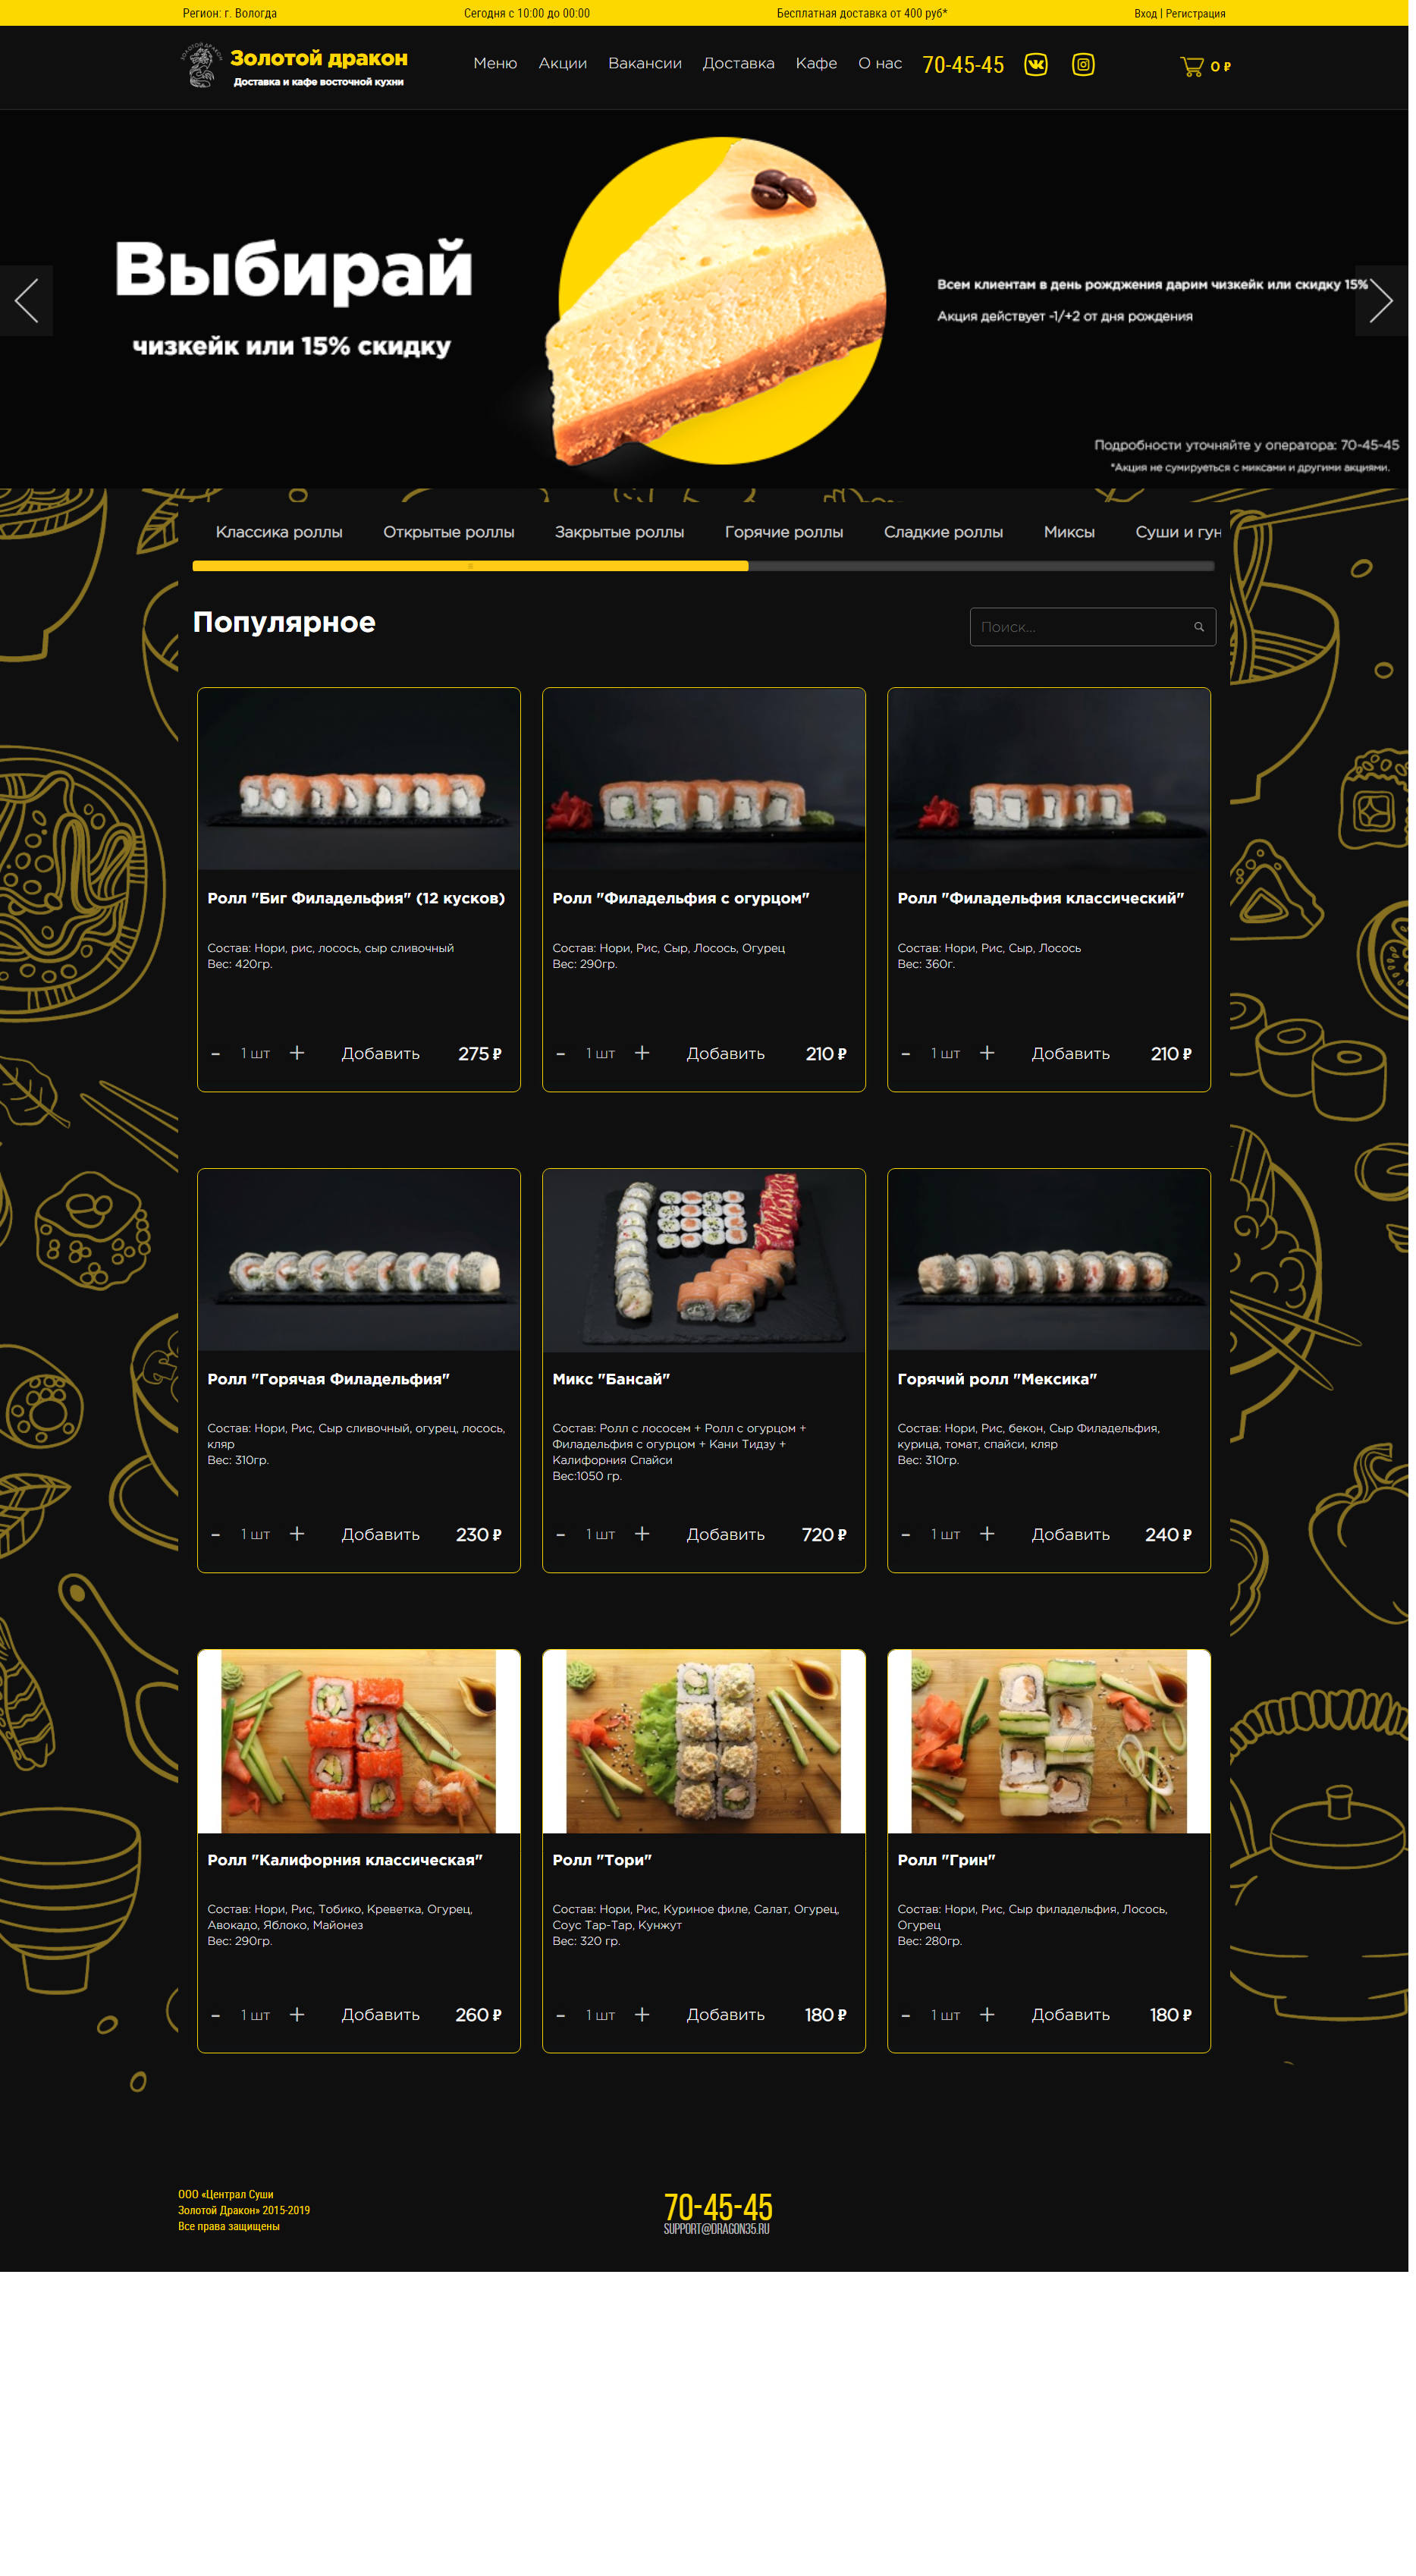 Регион: г. Вологда
Сегодня с 10:00 до 00:00
Бесплатная доставка от 400 руб*
Вход | Регистрация
ЗОЛОТОЙ ДРАКОН
Золотой дракон
Доставка и кафе восточной кухни
Меню Акции Вакансии Доставка Кафе О нас 70-45-45
0 ₽
Выбирай
чизкейк или 15% скидку
Всем клиентам в день рожджения дарим чизкейк или скидку 15%
Акция действует -1/+2 от дня рождения
Подробности уточняйте у оператора: 70-45-45
*Акция не сумируеться с миксами и другими акциями.
Классика роллы Открытые роллы Закрытые роллы Горячие роллы Сладкие роллы Миксы Суши и гун
Популярное
Поиск...
Ролл "Биг Филадельфия" (12 кусков)
Состав: Нори, рис, лосось, сыр сливочный
Вес: 420гр.
- 1 шт + Добавить 275 ₽
Ролл "Филадельфия с огурцом"
Состав: Нори, Рис, Сыр, Лосось, Огурец
Вес: 290гр.
- 1 шт + Добавить 210 ₽
Ролл "Филадельфия классический"
Состав: Нори, Рис, Сыр, Лосось
Вес: 360г.
- 1 шт + Добавить 210 ₽
Ролл "Горячая Филадельфия"
Состав: Нори, Рис, Сыр сливочный, огурец, лосось,
кляр
Вес: 310гр.
- 1 шт + Добавить 230 ₽
Микс "Бансай"
Состав: Ролл с лососем + Ролл с огурцом +
Филадельфия с огурцом + Кани Тидзу +
Калифорния Спайси
Вес:1050 гр.
- 1 шт + Добавить 720 ₽
Горячий ролл "Мексика"
Состав: Нори, Рис, бекон, Сыр Филадельфия,
курица, томат, спайси, кляр
Вес: 310гр.
- 1 шт + Добавить 240 ₽
Ролл "Калифорния классическая"
Состав: Нори, Рис, Тобико, Креветка, Огурец,
Авокадо, Яблоко, Майонез
Вес: 290гр.
- 1 шт + Добавить 260 ₽
Ролл "Тори"
Состав: Нори, Рис, Куриное филе, Салат, Огурец,
Соус Тар-Тар, Кунжут
Вес: 320 гр.
- 1 шт + Добавить 180 ₽
Ролл "Грин"
Состав: Нори, Рис, Сыр филадельфия, Лосось,
Огурец
Вес: 280гр.
- 1 шт + Добавить 180 ₽
ООО «Централ Суши
Золотой Дракон» 2015-2019
Все права защищены
70-45-45
SUPPORT@DRAGON35.RU